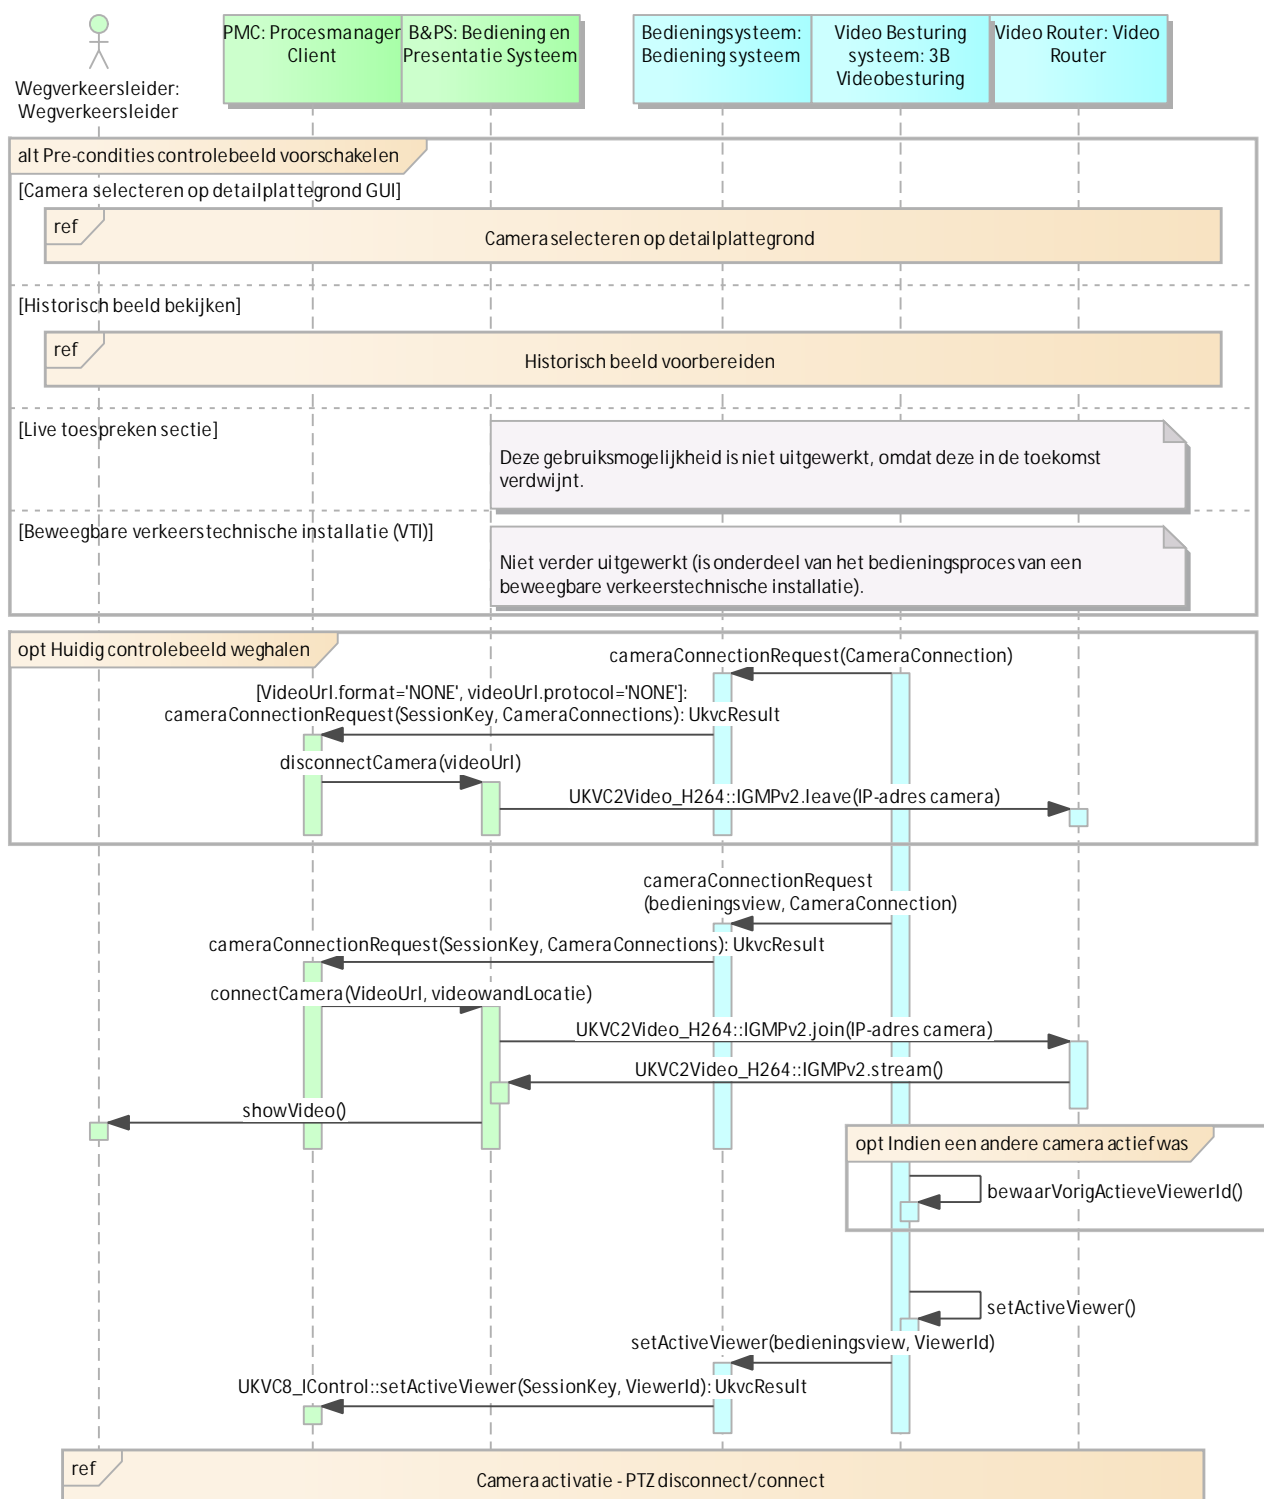 Wegverkeersleider:
Wegverkeersleider
PMC: Procesmanager
Client
B&PS: Bediening en
Presentatie Systeem
Bedieningsysteem:
Bediening systeem
Video Besturing
systeem: 3B
Videobesturing
Video Router: Video
Router
alt Pre-condities controlebeeld voorschakelen
[Camera selecteren op detailplattegrond GUI]
ref
Camera selecteren op detailplattegrond
[Historisch beeld bekijken]
ref
Historisch beeld voorbereiden
[Live toespreken sectie]
Deze gebruiksmogelijkheid is niet uitgewerkt, omdat deze in de toekomst
verdwijnt.
[Beweegbare verkeerstechnische installatie (VTI)]
Niet verder uitgewerkt (is onderdeel van het bedieningsproces van een
beweegbare verkeerstechnische installatie).
opt Huidig controlebeeld weghalen
cameraConnectionRequest(CameraConnection)
[VideoUrl.format='NONE', videoUrl.protocol='NONE']:
cameraConnectionRequest(SessionKey, CameraConnections): UkvcResult
disconnectCamera(videoUrl)
UKVC2Video_H264::IGMPv2.leave(IP-adres camera)
cameraConnectionRequest
(bedieningsview, CameraConnection)
cameraConnectionRequest(SessionKey, CameraConnections): UkvcResult
connectCamera(VideoUrl, videowandLocatie)
UKVC2Video_H264::IGMPv2.join(IP-adres camera)
UKVC2Video_H264::IGMPv2.stream()
showVideo()
opt Indien een andere camera actief was
bewaarVorigActieveViewerId()
setActiveViewer()
setActiveViewer(bedieningsview, ViewerId)
UKVC8_IControl::setActiveViewer(SessionKey, ViewerId): UkvcResult
ref
Camera activatie - PTZ disconnect/connect